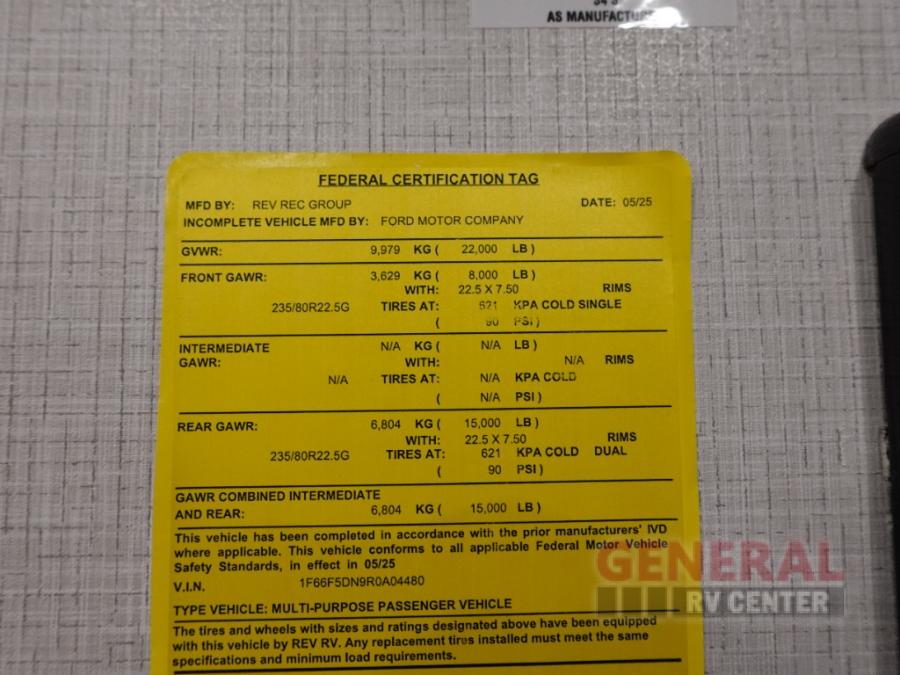 AS MANUFACTU
FEDERAL CERTIFICATION TAG
MFD BY: REV REC GROUP DATE: 05/25
INCOMPLETE VEHICLE MFD BY: FORD MOTOR COMPANY
GVWR: 9,979 KG ( 22,000 LB )
FRONT GAWR: 3,629 KG ( 8,000 LB )
WITH: 22.5 X 7.50 RIMS
235/80R22.5G TIRES AT: 621 KPA COLD SINGLE
( 90 PSI )
INTERMEDIATE N/A KG ( N/A LB )
GAWR: WITH: N/A RIMS
N/A TIRES AT: N/A KPA COLD
( N/A PSI )
REAR GAWR: 6,804 KG ( 15,000 LB )
WITH: 22.5 X 7.50 RIMS
235/80R22.5G TIRES AT: 621 KPA COLD DUAL
( 90 PSI )
GAWR COMBINED INTERMEDIATE
AND REAR: 6,804 KG ( 15,000 LB )
This vehicle has been completed in accordance with the prior manufacturers' IVD
where applicable. This vehicle conforms to all applicable Federal Motor Vehicle
Safety Standards, in effect in 05/25
V.I.N. 1F66F5DN9R0A04480
TYPE VEHICLE: MULTI-PURPOSE PASSENGER VEHICLE
The tires and wheels with sizes and ratings designated above have been equipped
with this vehicle by REV RV. Any replacement tires installed must meet the same
specifications and minimum load requirements.
GENERAL
RV CENTER